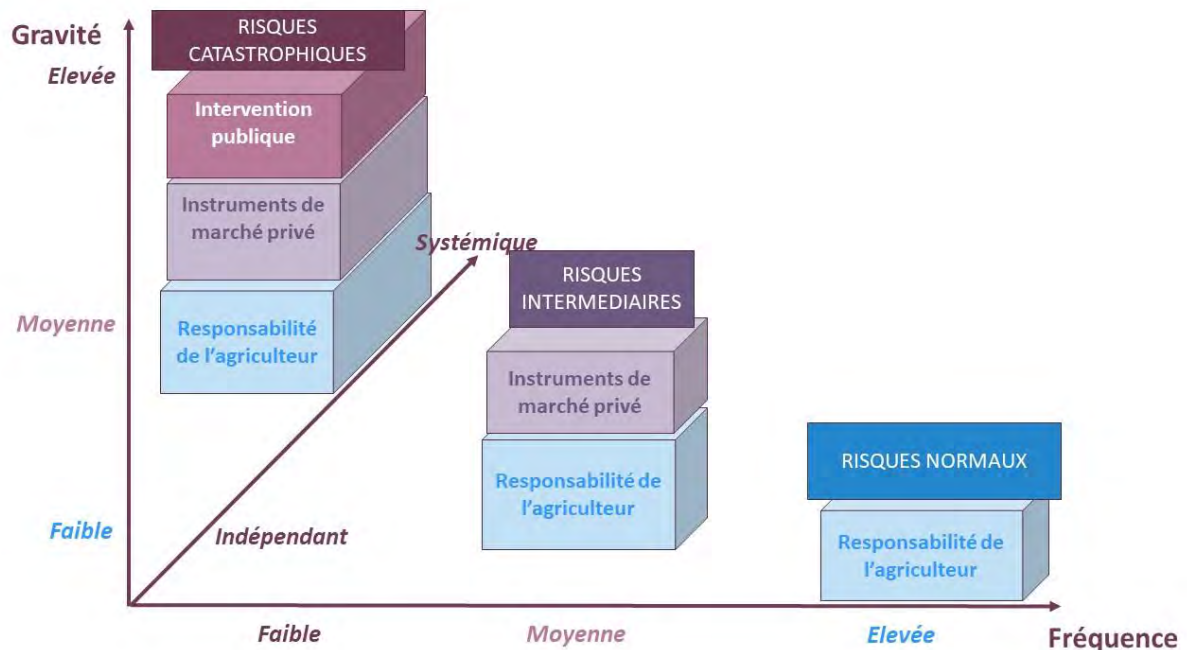 Gravité
RISQUES
CATASTROPHIQUES
Elevée
Intervention
publique
Instruments de
marché privé
Systémique
Moyenne
Responsabilité
de l'agriculteur
RISQUES
INTERMEDIAIRES
Instruments de
marché privé
Responsabilité de
l'agriculteur
RISQUES NORMAUX
Responsabilité de
l'agriculteur
Faible
Indépendant
Faible
Moyenne
Elevée
Fréquence